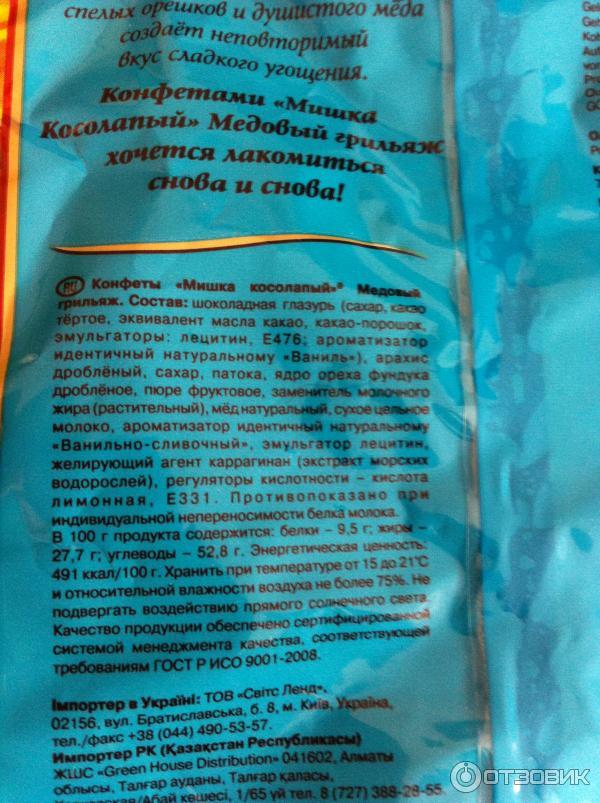 спелых орешков и душистого мёда
создаёт неповторимый
вкус сладкого угощения.
Конфетами «Мишка
Косолапый» Медовый грильяж
хочется лакомиться
снова и снова!
RU Конфеты «Мишка косолапый»® Медовый
грильяж. Состав: шоколадная глазурь (сахар, какао
тёртое, эквивалент масла какао, какао-порошок,
эмульгаторы: лецитин, Е476; ароматизатор
идентичный натуральному «Ваниль»), арахис
дроблёный, сахар, патока, ядро ореха фундука
дроблёное, пюре фруктовое, заменитель молочного
жира (растительный), мёд натуральный, сухое цельное
молоко, ароматизатор идентичный натуральному
«Ванильно-сливочный», эмульгатор лецитин,
желирующий агент каррагинан (экстракт морских
водорослей), регуляторы кислотности – кислота
лимонная, Е331. Противопоказано при
индивидуальной непереносимости белка молока.
В 100 г продукта содержится: белки – 9,5 г; жиры –
27,7 г; углеводы – 52,8 г. Энергетическая ценность:
491 ккал/100 г. Хранить при температуре от 15 до 21°С
и относительной влажности воздуха не более 75%. Не
подвергать воздействию прямого солнечного света.
Качество продукции обеспечено сертифицированной
системой менеджмента качества, соответствующей
требованиям ГОСТ Р ИСО 9001-2008.
Імпортер в Україні: ТОВ «Світс Ленд»,
02156, вул. Братиславська, б. 8, м. Київ, Україна,
тел./факс +38 (044) 490-53-57.
Импортер РК (Қазақстан Республикасы)
ЖШС «Green House Distribution» 041602, Алматы
облысы, Талғар ауданы, Талғар қаласы,
көшесі, 1/65 үй тел. 8 (727) 388-28-55.
ОТЗОВИК